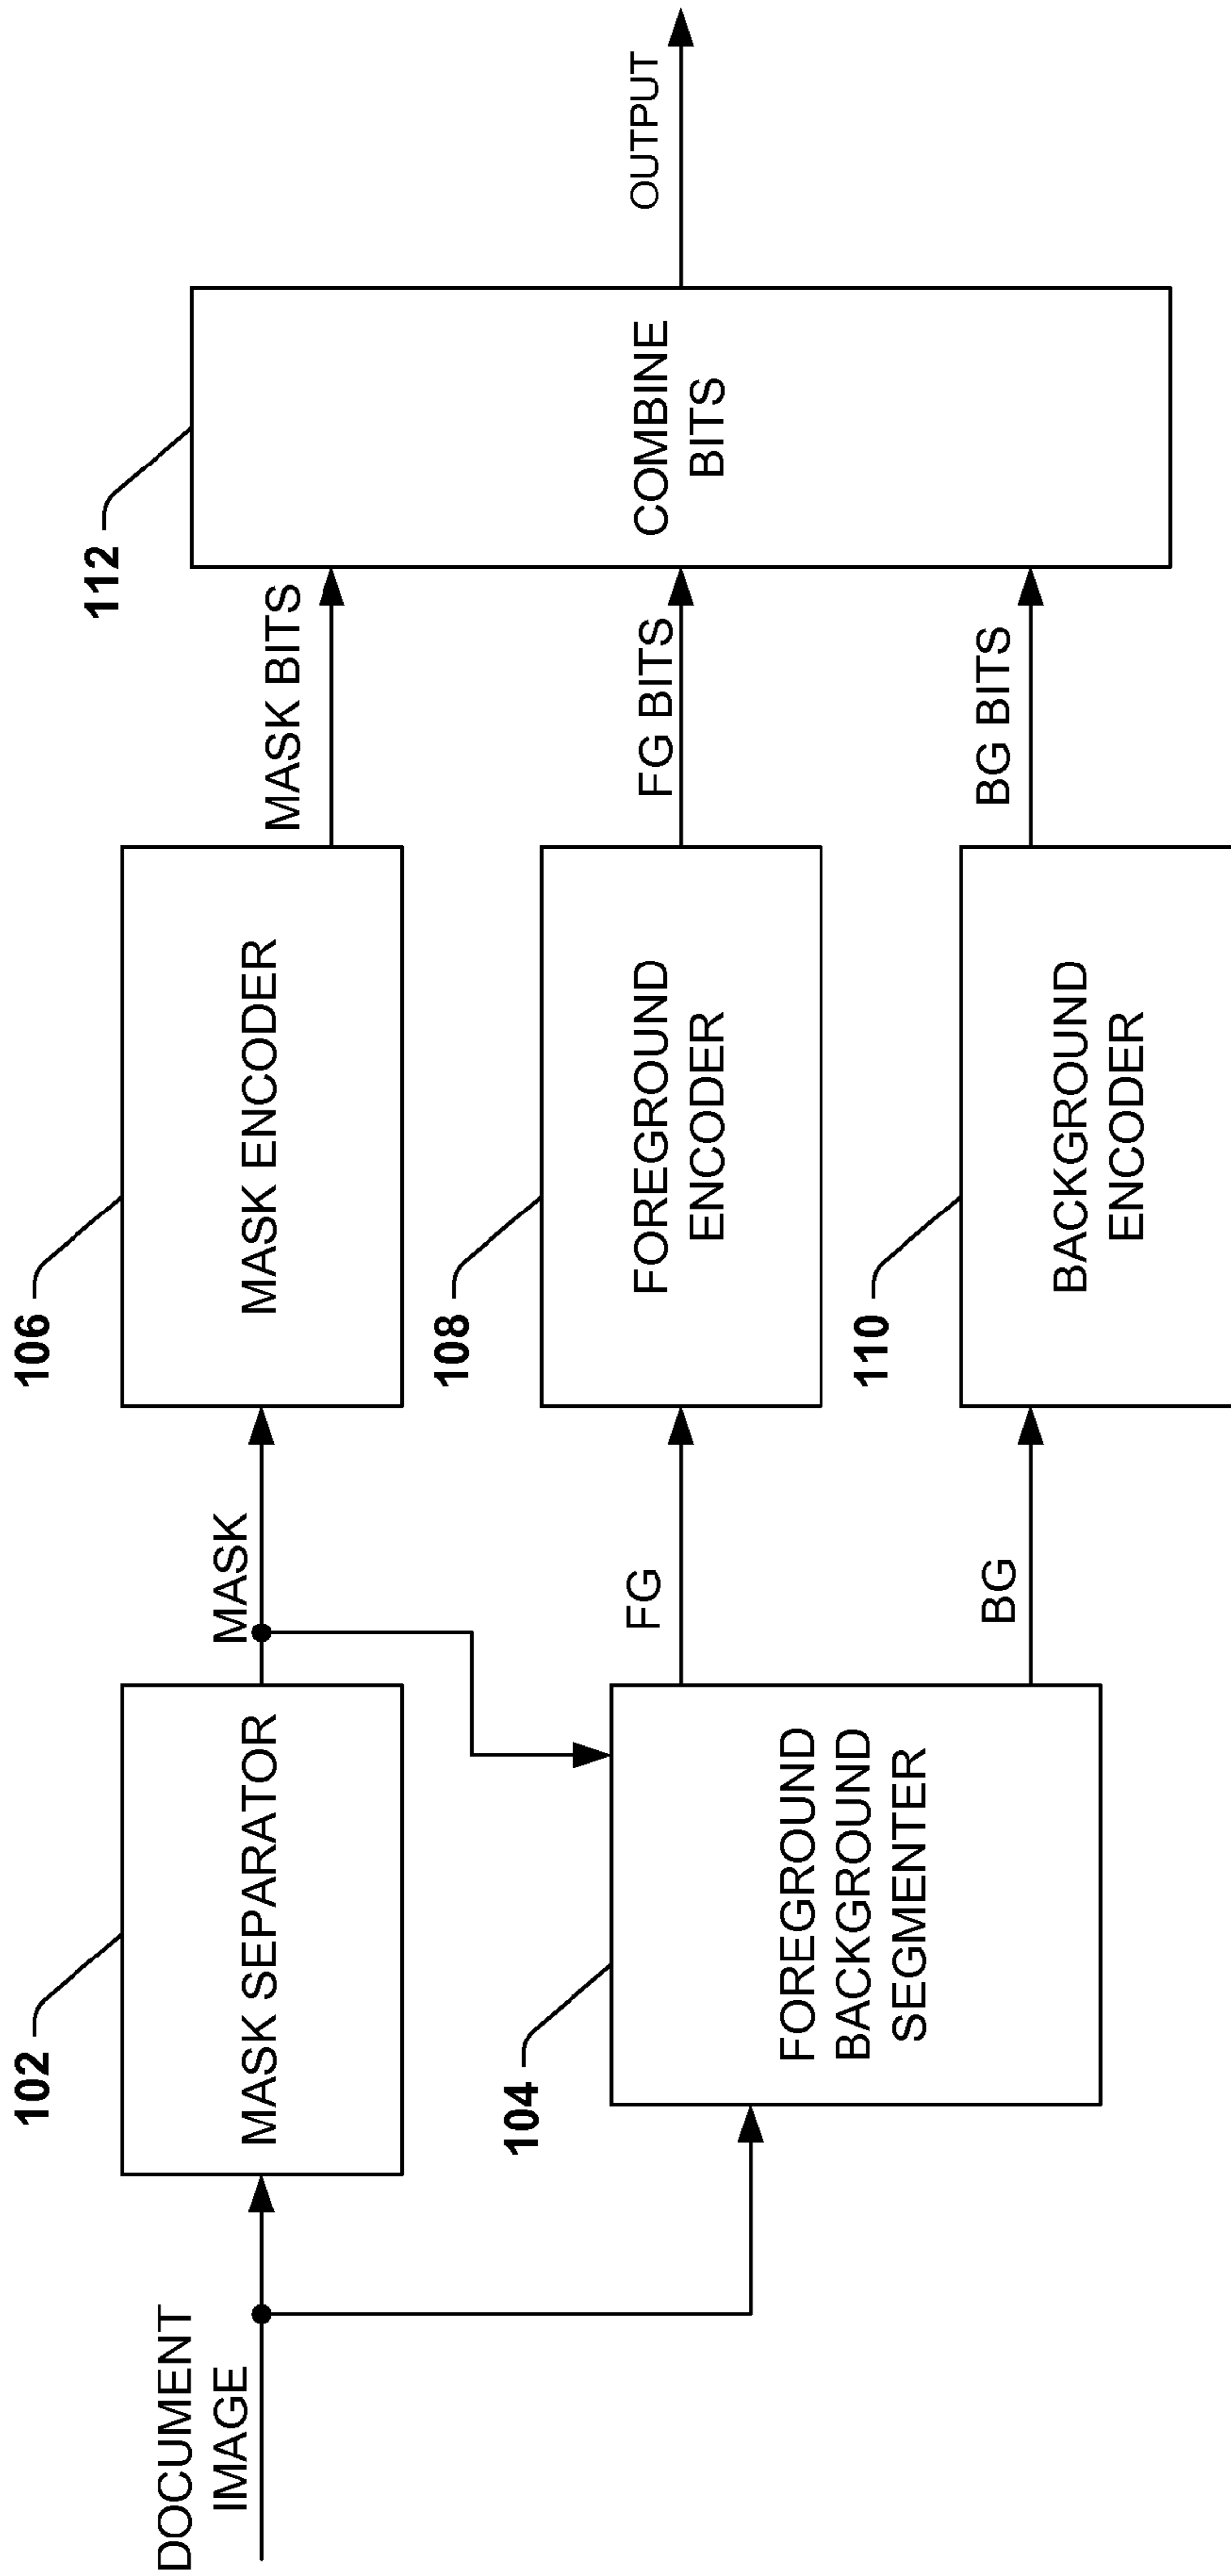 DOCUMENT
IMAGE
102
MASK SEPARATOR
MASK
106
MASK ENCODER
MASK BITS
104
FOREGROUND
BACKGROUND
SEGMENTER
FG
108
FOREGROUND
ENCODER
FG BITS
BG
110
BACKGROUND
ENCODER
BG BITS
112
COMBINE
BITS
OUTPUT